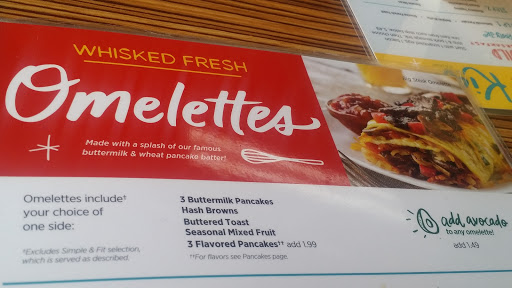 WHISKED FRESH
Omelettes
Made with a splash of our famous
buttermilk & wheat pancake batter!
Omelettes include†
your choice of
one side:
†Excludes Simple & Fit selection,
which is served as described.
3 Buttermilk Pancakes
Hash Browns
Buttered Toast
Seasonal Mixed Fruit
3 Flavored Pancakes†† add 1.99
††For flavors see Pancakes page.
add avocado
to any omelette!
add 1.49